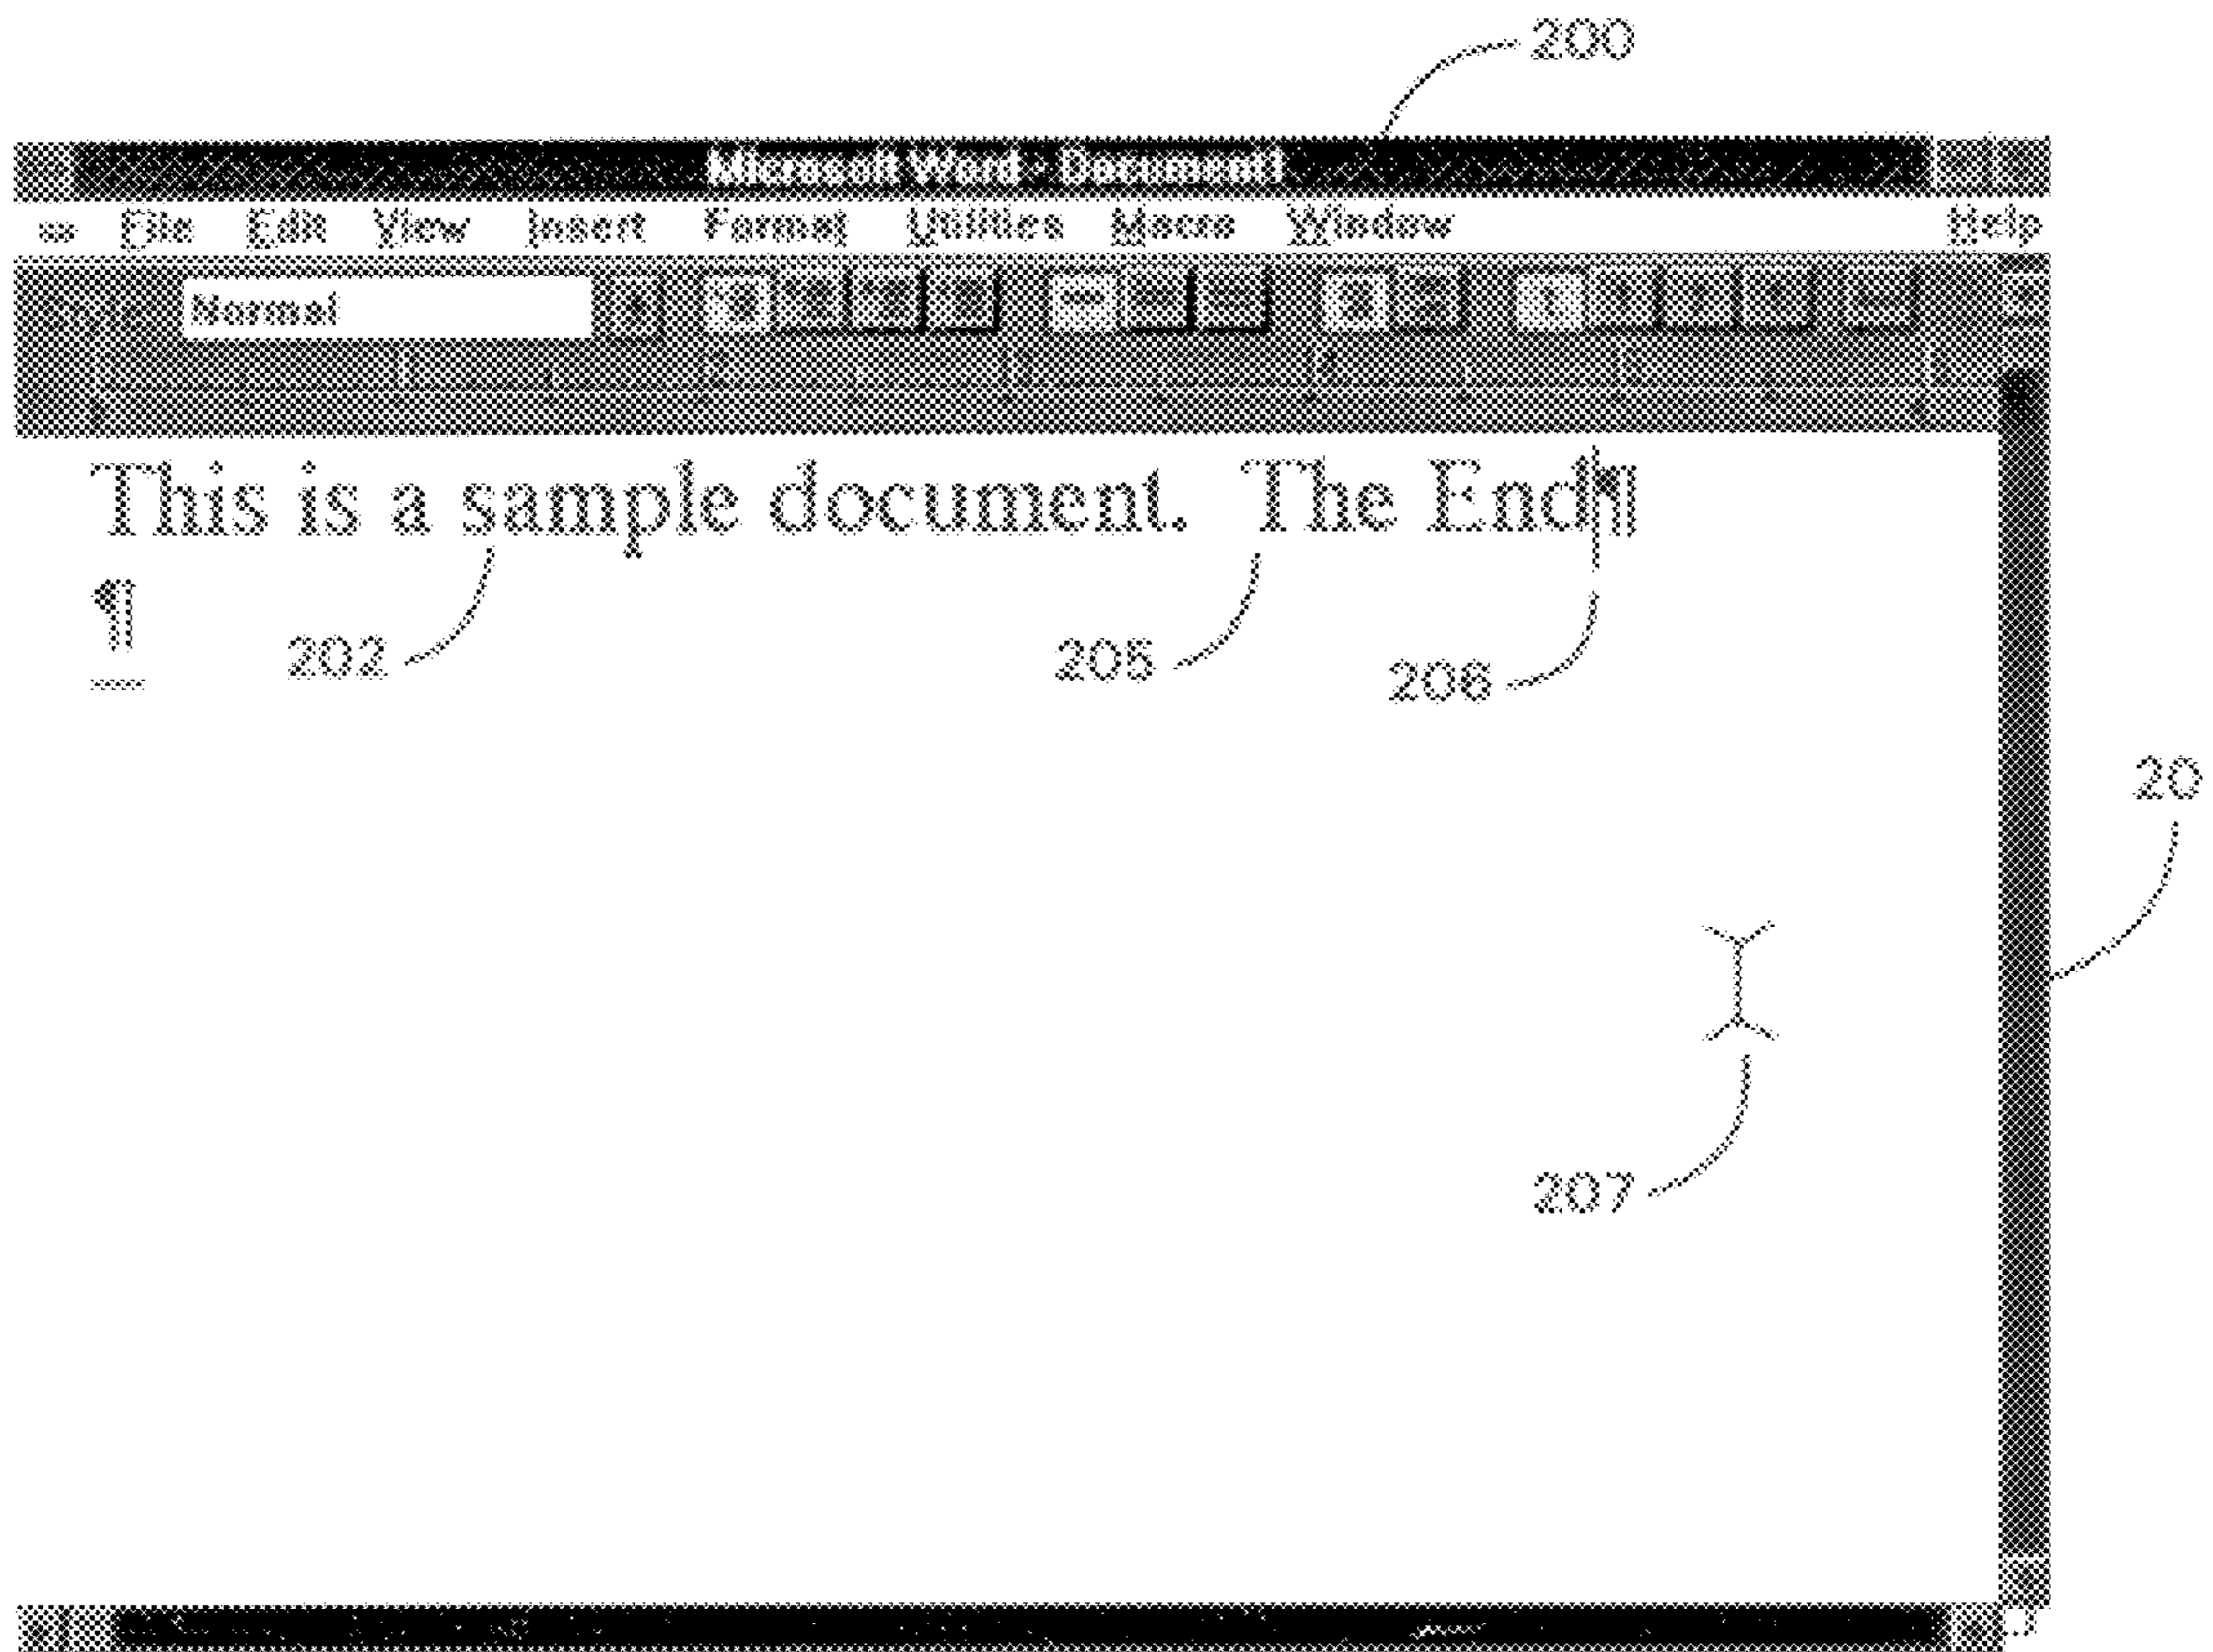 200
Microsoft Word - Document1
File Edit View Insert Format Utilities Macro Window Help
Normal
This is a sample document.  The End¶
¶
202 205 206
20
207